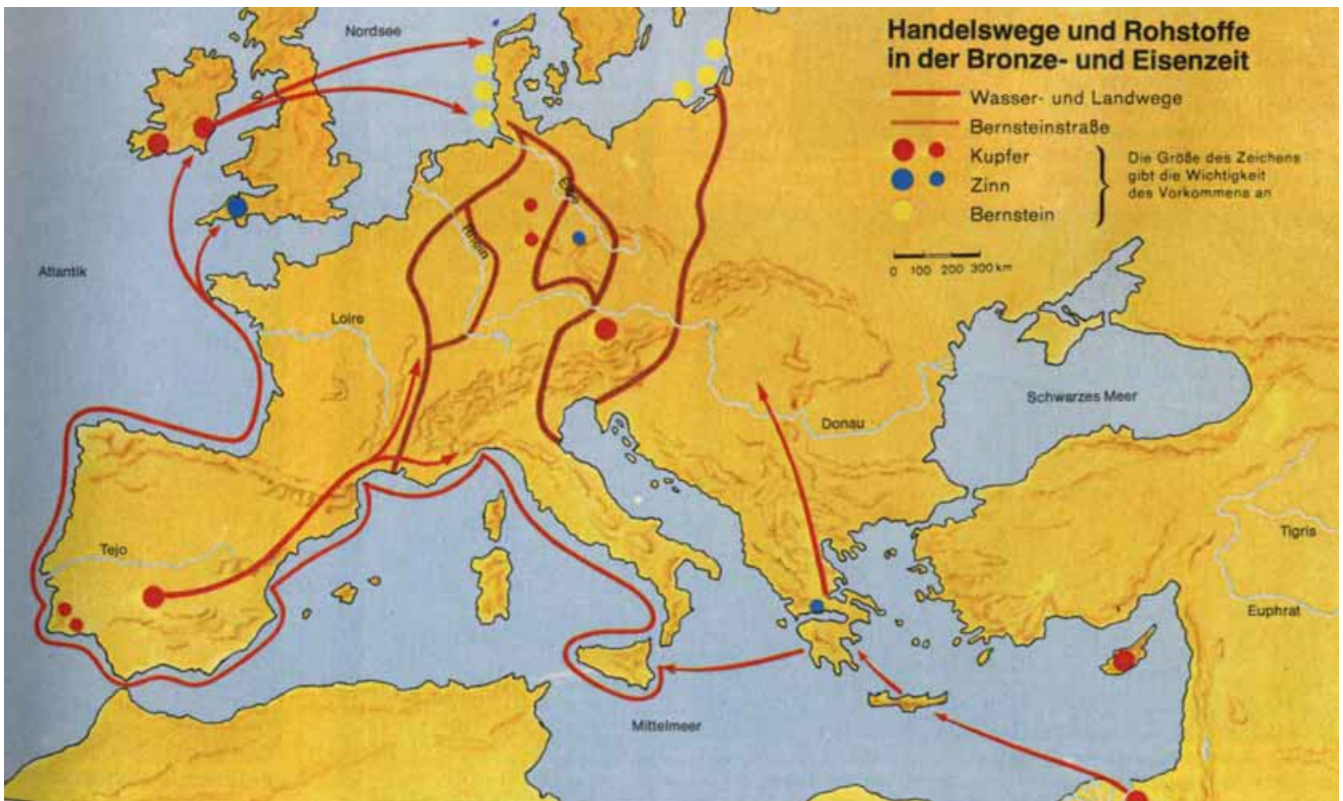 Handelswege und Rohstoffe
in der Bronze- und Eisenzeit
Wasser- und Landwege
Bernsteinstraße
Kupfer
Zinn
Bernstein
Die Größe des Zeichens
gibt die Wichtigkeit
des Vorkommens an
0 100 200 300 km
Nordsee
Atlantik
Elbe
Rhein
Loire
Donau
Schwarzes Meer
Tejo
Tigris
Euphrat
Mittelmeer